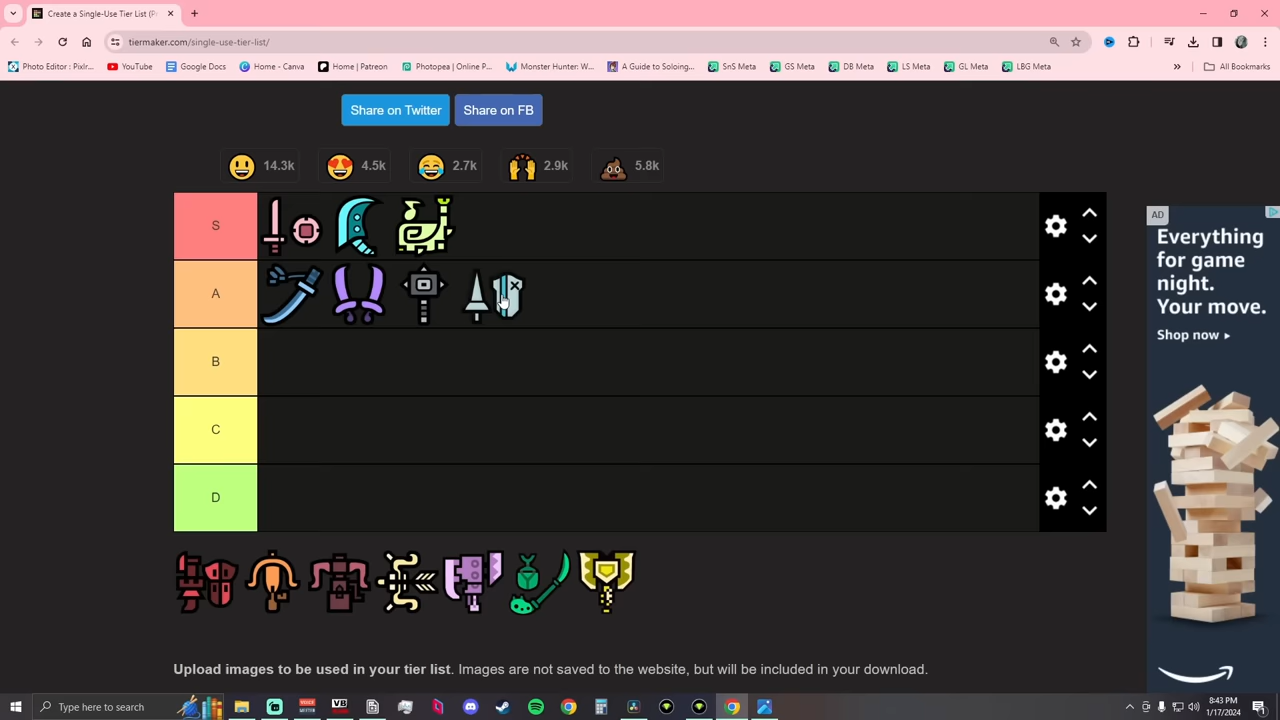 Create a Single-Use Tier List (Pr
tiermaker.com/single-use-tier-list/
Photo Editor : Pixlr...
YouTube
Google Docs
Home - Canva
Home | Patreon
Photopea | Online P...
Monster Hunter: W...
A Guide to Soloing...
SnS Meta
GS Meta
DB Meta
LS Meta
GL Meta
LBG Meta
»
All Bookmarks
Share on Twitter
Share on FB
14.3k
4.5k
2.7k
2.9k
5.8k
S
A
B
C
D
AD
Everything
for game
night.
Your move.
Shop now
Upload images to be used in your tier list. Images are not saved to the website, but will be included in your download.
Type here to search
VB
8:43 PM
1/17/2024